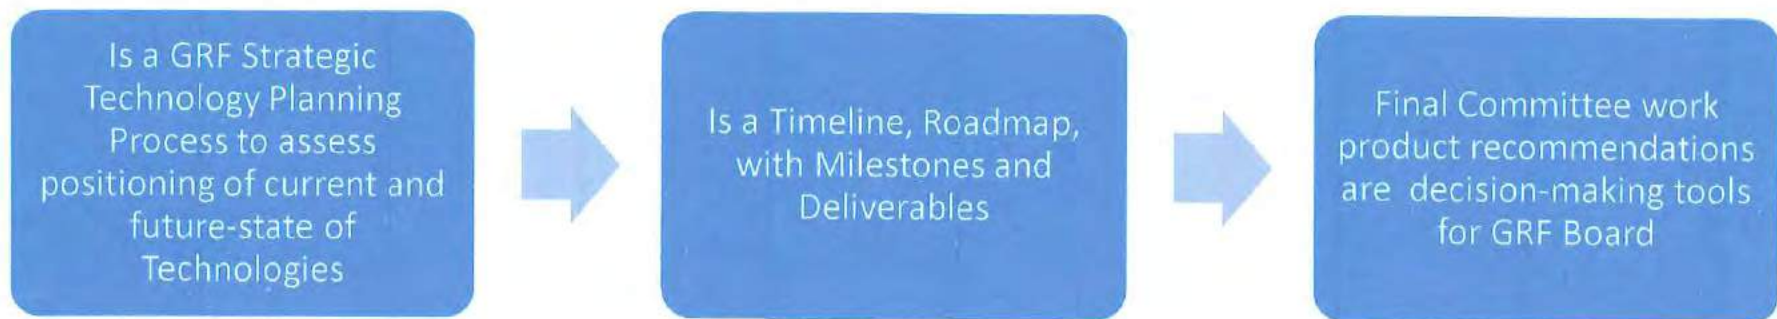 Is a GRF Strategic
Technology Planning
Process to assess
positioning of current and
future-state of
Technologies
Is a Timeline, Roadmap,
with Milestones and
Deliverables
Final Committee work
product recommendations
are decision-making tools
for GRF Board